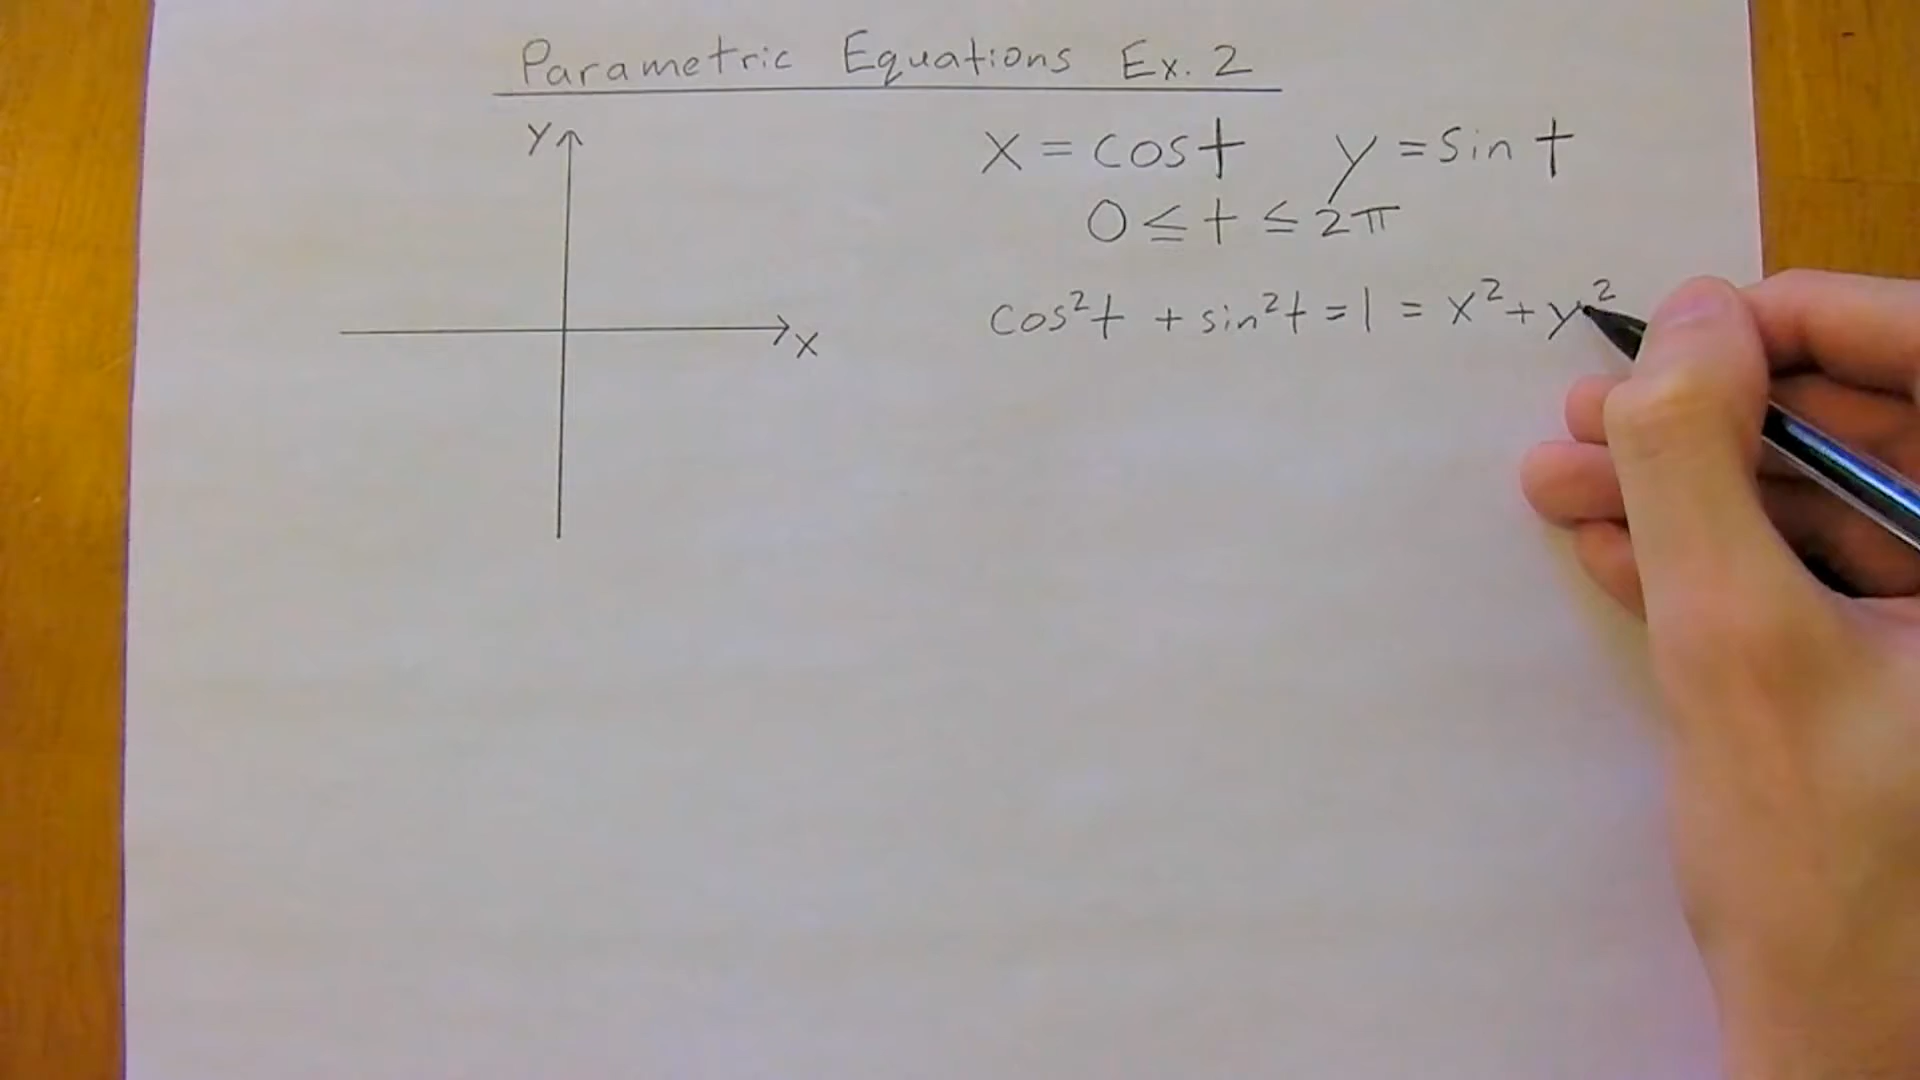 Parametric Equations Ex. 2
y
x
x = cos t y = sin t
0 ≤ t ≤ 2π
cos²t + sin²t = 1 = x² + y²